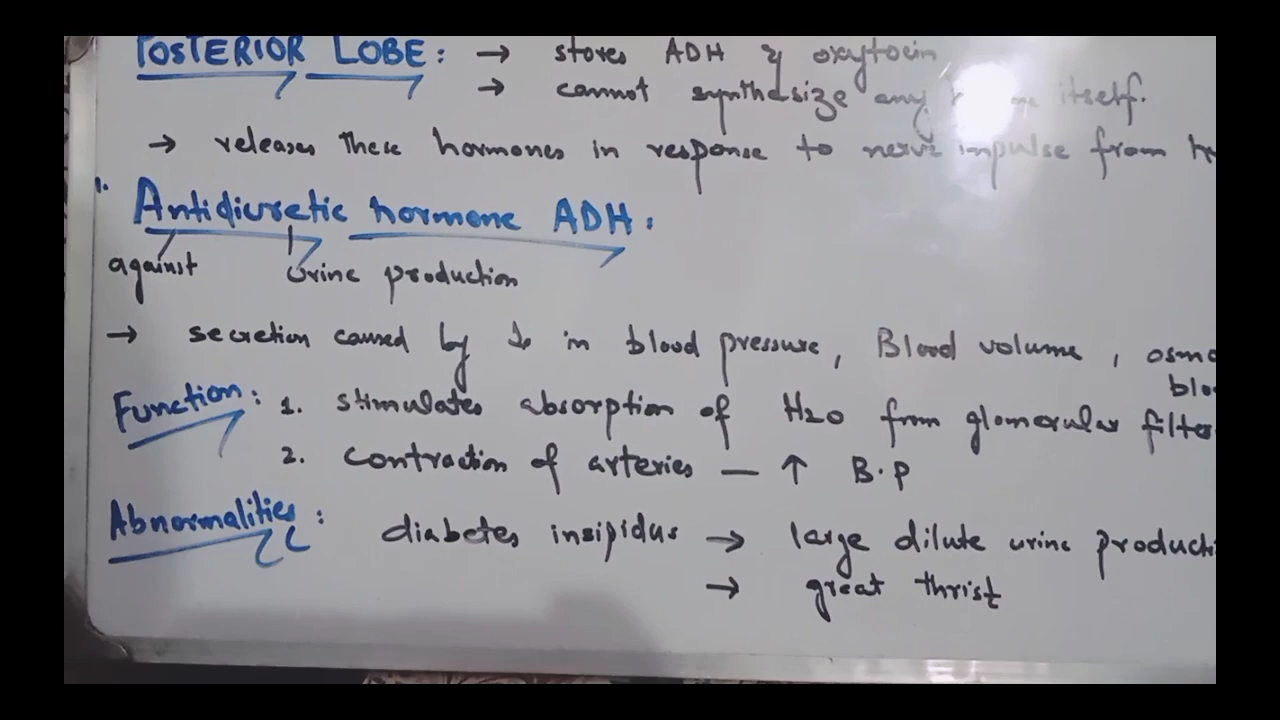 POSTERIOR LOBE: → stores ADH & oxytocin
→ cannot synthesize any itself.
→ releases these hormones in response to nerve impulse from
1. Antidiuretic hormone ADH.
against urine production
→ secretion caused by ↓ in blood pressure, Blood volume,
Function: 1. stimulates absorption of H2O from glomerular
2. contraction of arteries — ↑ B.P
Abnormalities: diabetes insipidus → large dilute urine
→ great thrist